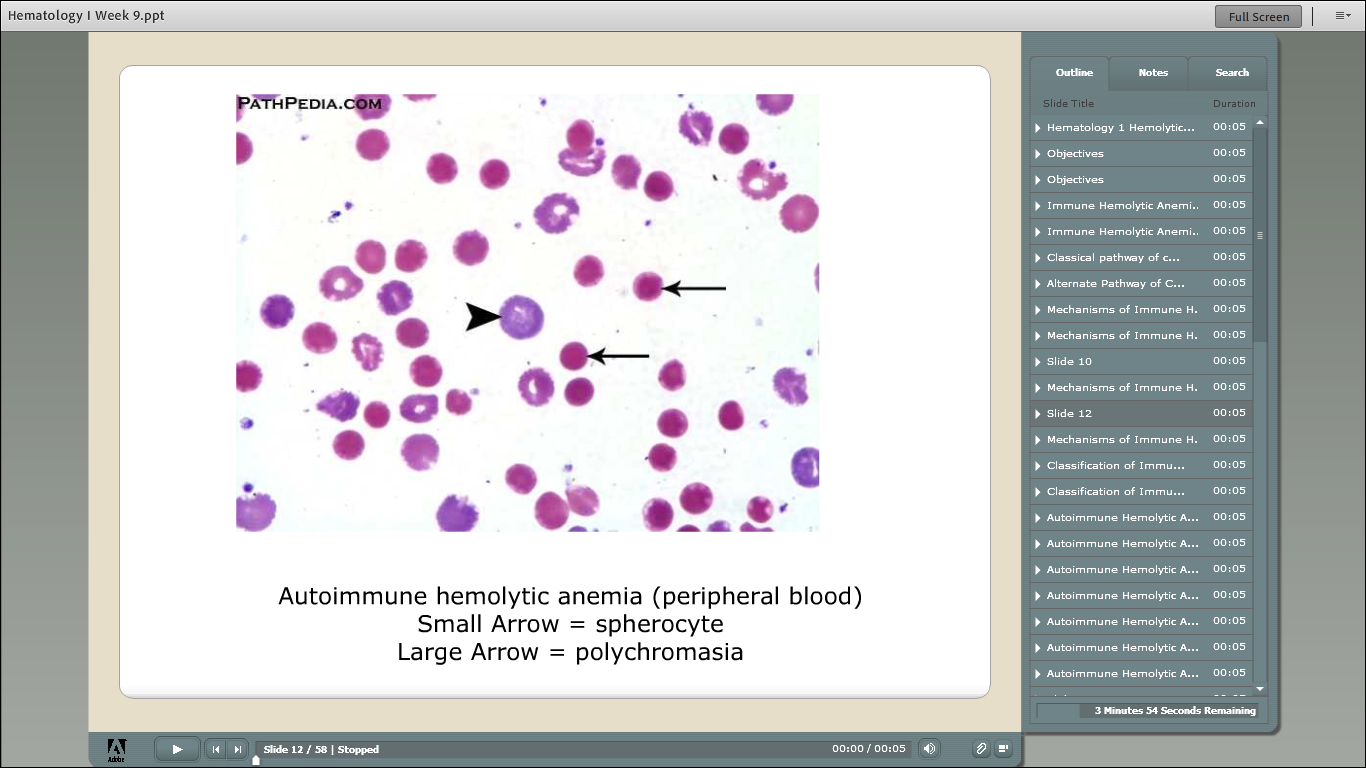 Hematology I Week 9.ppt
Full Screen
PATHPEDIA.COM
Autoimmune hemolytic anemia (peripheral blood)
Small Arrow = spherocyte
Large Arrow = polychromasia
Outline Notes Search
Slide Title Duration
Hematology 1 Hemolytic... 00:05
Objectives 00:05
Objectives 00:05
Immune Hemolytic Anemi.. 00:05
Immune Hemolytic Anemi.. 00:05
Classical pathway of c... 00:05
Alternate Pathway of C... 00:05
Mechanisms of Immune H. 00:05
Mechanisms of Immune H. 00:05
Slide 10 00:05
Mechanisms of Immune H. 00:05
Slide 12 00:05
Mechanisms of Immune H. 00:05
Classification of Immu... 00:05
Classification of Immu... 00:05
Autoimmune Hemolytic A... 00:05
Autoimmune Hemolytic A... 00:05
Autoimmune Hemolytic A... 00:05
Autoimmune Hemolytic A... 00:05
Autoimmune Hemolytic A... 00:05
Autoimmune Hemolytic A... 00:05
Autoimmune Hemolytic A... 00:05
3 Minutes 54 Seconds Remaining
Adobe
Slide 12 / 58 | Stopped
00:00 / 00:05